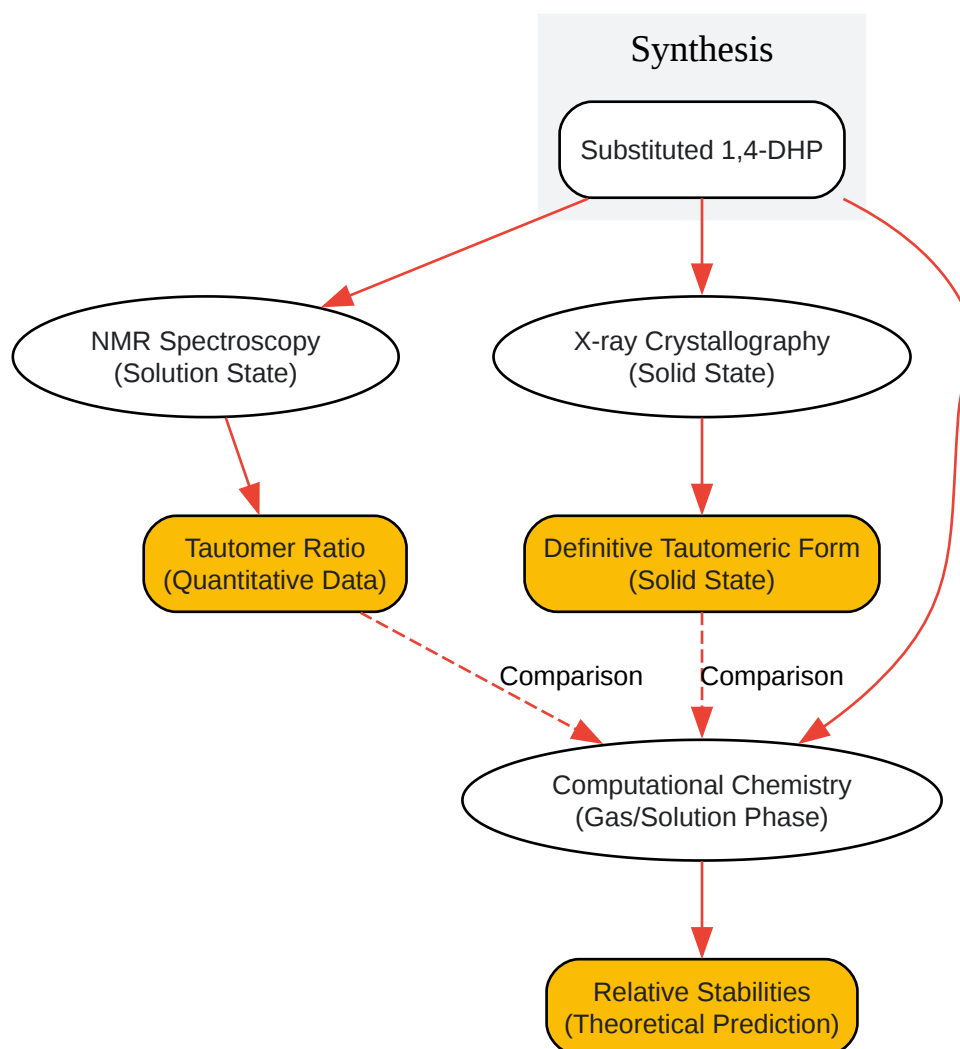 Synthesis
Substituted 1,4-DHP
NMR Spectroscopy
(Solution State)
X-ray Crystallography
(Solid State)
Tautomer Ratio
(Quantitative Data)
Definitive Tautomeric Form
(Solid State)
Comparison
Comparison
Computational Chemistry
(Gas/Solution Phase)
Relative Stabilities
(Theoretical Prediction)